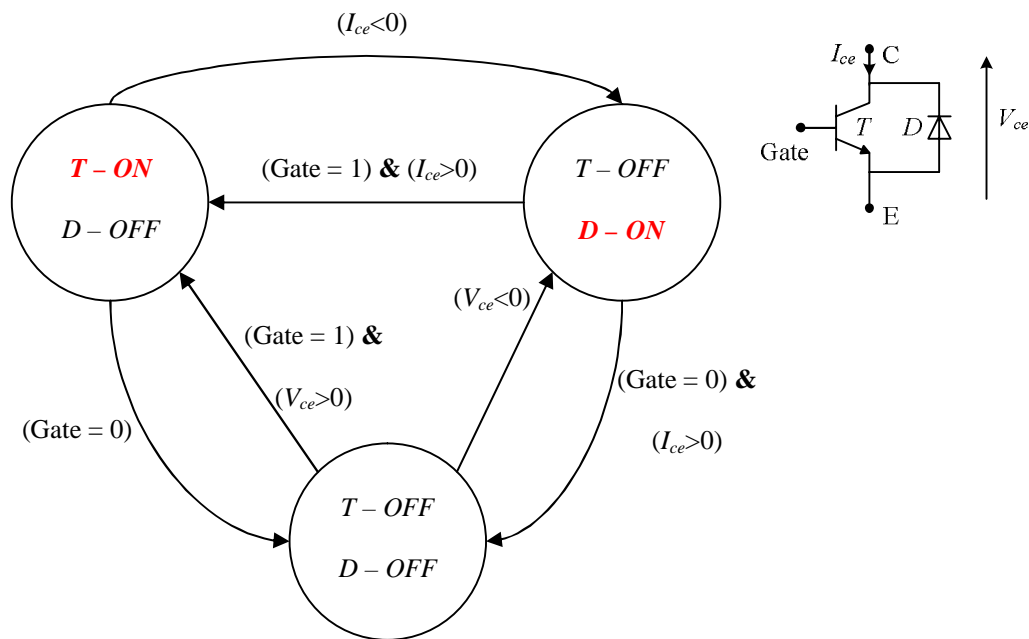 (Ice<0)
Ice C
T D
Vce
Gate
E
T – ON
D – OFF
(Gate = 1) & (Ice>0)
T – OFF
D – ON
(Vce<0)
(Gate = 1) &
(Vce>0)
(Gate = 0) &
(Ice>0)
(Gate = 0)
T – OFF
D – OFF